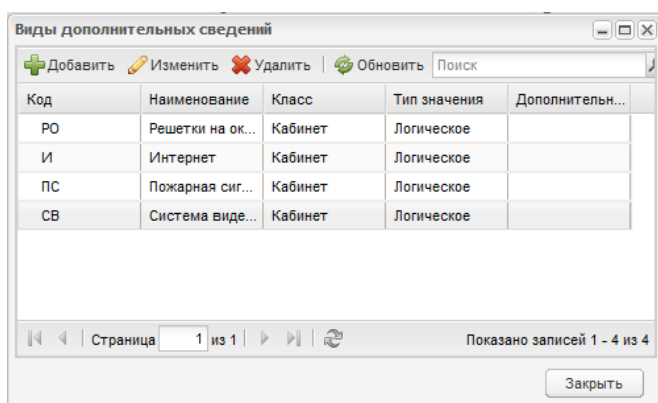 Виды дополнительных сведений
Добавить Изменить Удалить Обновить Поиск
Код Наименование Класс Тип значения Дополнительн...
РО Решетки на ок... Кабинет Логическое
И Интернет Кабинет Логическое
ПС Пожарная сиг... Кабинет Логическое
СВ Система виде... Кабинет Логическое
Страница 1 из 1 Показано записей 1 - 4 из 4
Закрыть